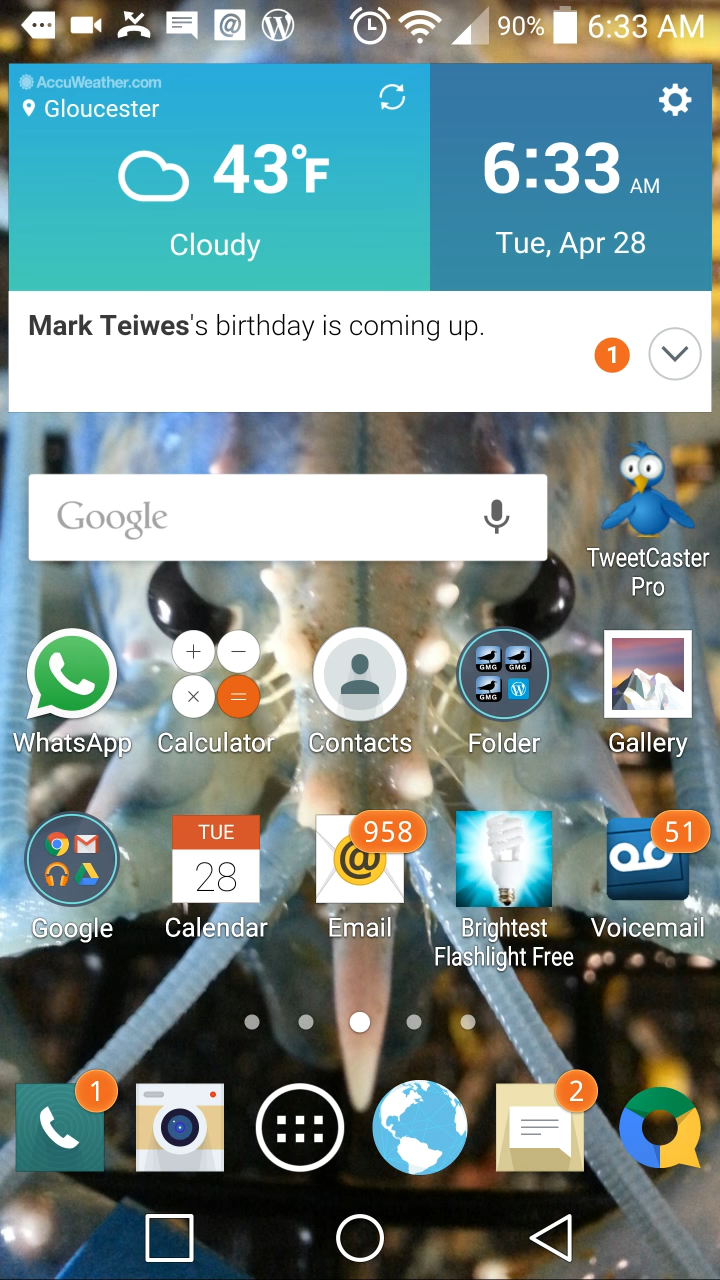 90% 6:33 AM
AccuWeather.com
Gloucester
43°F
Cloudy
6:33 AM
Tue, Apr 28
Mark Teiwes's birthday is coming up.
1
Google
TweetCaster
Pro
GMG GMG
GMG
WhatsApp
Calculator
Contacts
Folder
Gallery
TUE
28
958
51
Google
Calendar
Email
Brightest
Flashlight Free
Voicemail
1
2